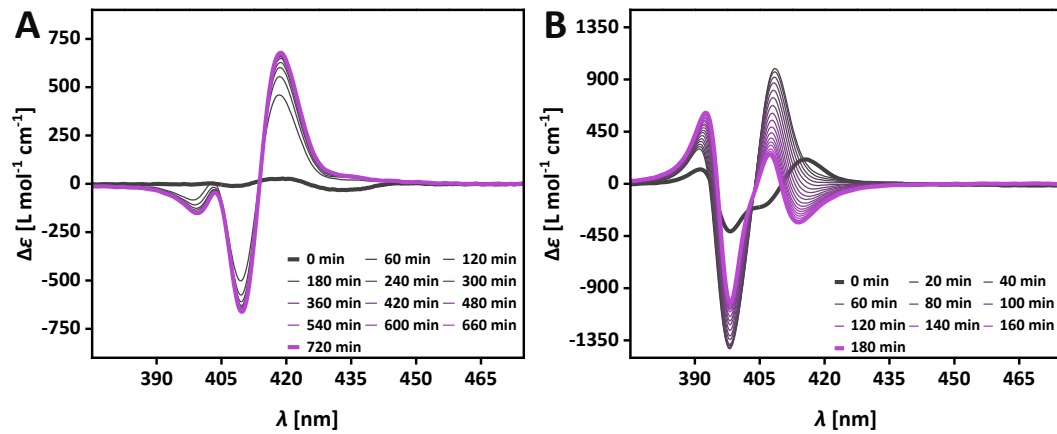 A
Δε [L mol⁻¹ cm⁻¹]
750
500
250
0
-250
-500
-750
0 min 60 min 120 min
180 min 240 min 300 min
360 min 420 min 480 min
540 min 600 min 660 min
720 min
390 405 420 435 450 465
λ [nm]
B
Δε [L mol⁻¹ cm⁻¹]
1350
900
450
0
-450
-900
-1350
0 min 20 min 40 min
60 min 80 min 100 min
120 min 140 min 160 min
180 min
390 405 420 435 450 465
λ [nm]